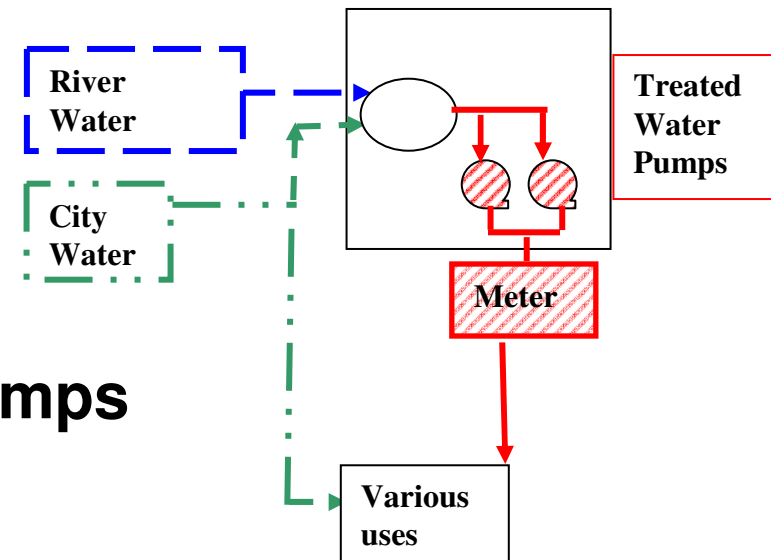 River
Water
Treated
Water
Pumps
City
Water
Meter
mps
Various
uses